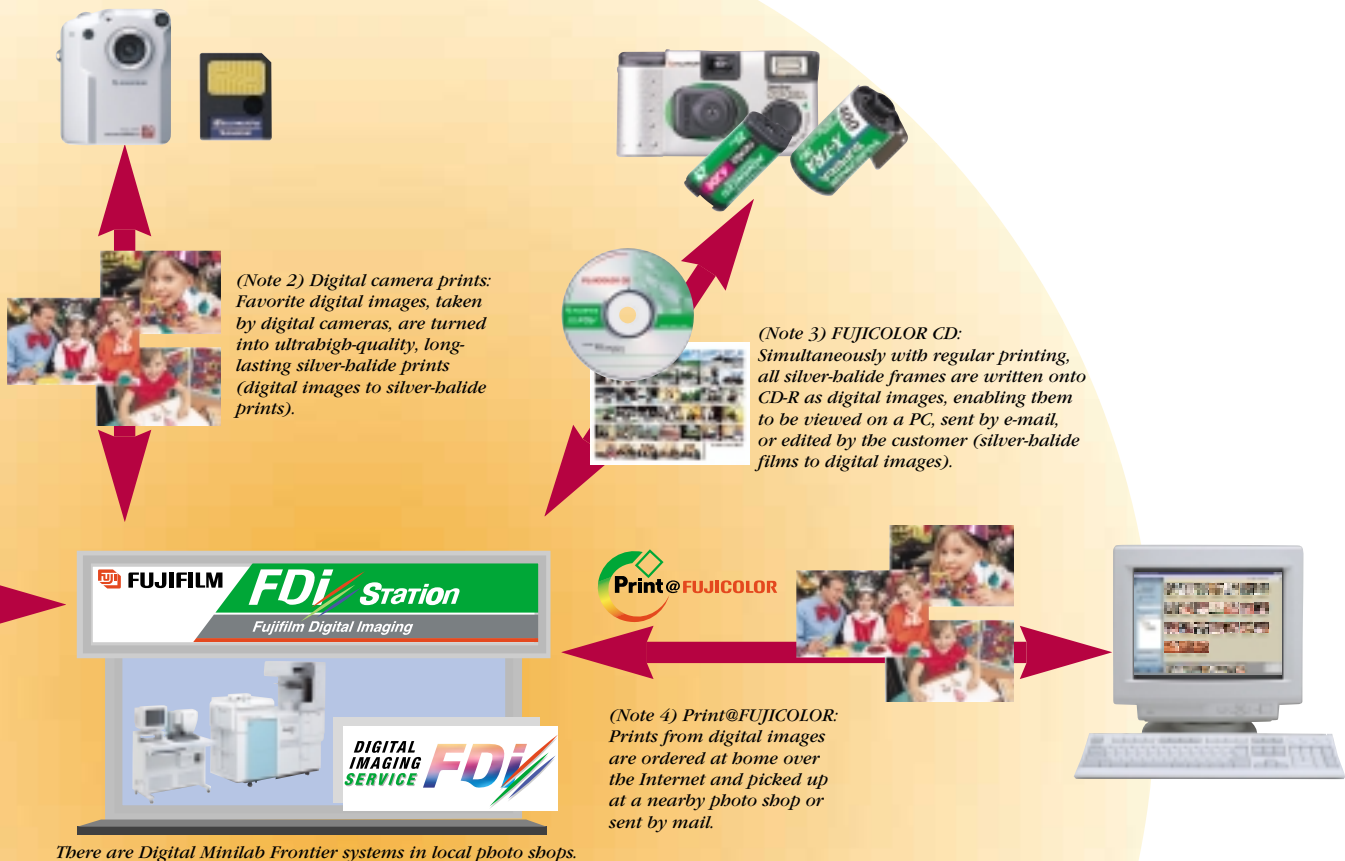 (Note 2) Digital camera prints:
Favorite digital images, taken
by digital cameras, are turned
into ultrahigh-quality, long-
lasting silver-halide prints
(digital images to silver-halide
prints).
FUJICOLOR CD
(Note 3) FUJICOLOR CD:
Simultaneously with regular printing,
all silver-halide frames are written onto
CD-R as digital images, enabling them
to be viewed on a PC, sent by e-mail,
or edited by the customer (silver-halide
films to digital images).
X-TRA
FUJI FUJIFILM
FDi Station
Fujifilm Digital Imaging
Print@FUJICOLOR
DIGITAL
IMAGING
SERVICE
FDi
(Note 4) Print@FUJICOLOR:
Prints from digital images
are ordered at home over
the Internet and picked up
at a nearby photo shop or
sent by mail.
There are Digital Minilab Frontier systems in local photo shops.